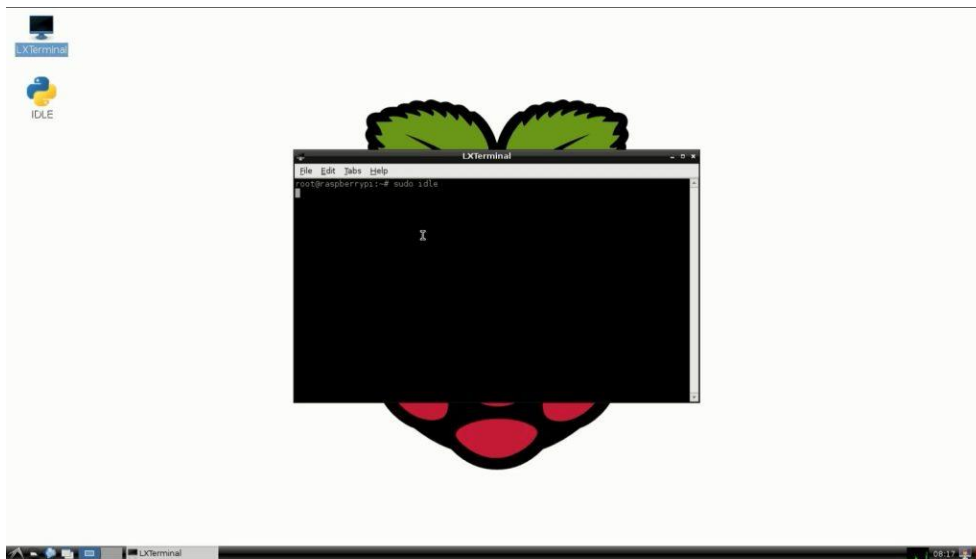 LXTerminal
IDLE
LXTerminal
File Edit Tabs Help
root@raspberrypi:~# sudo idle
LXTerminal
08:17